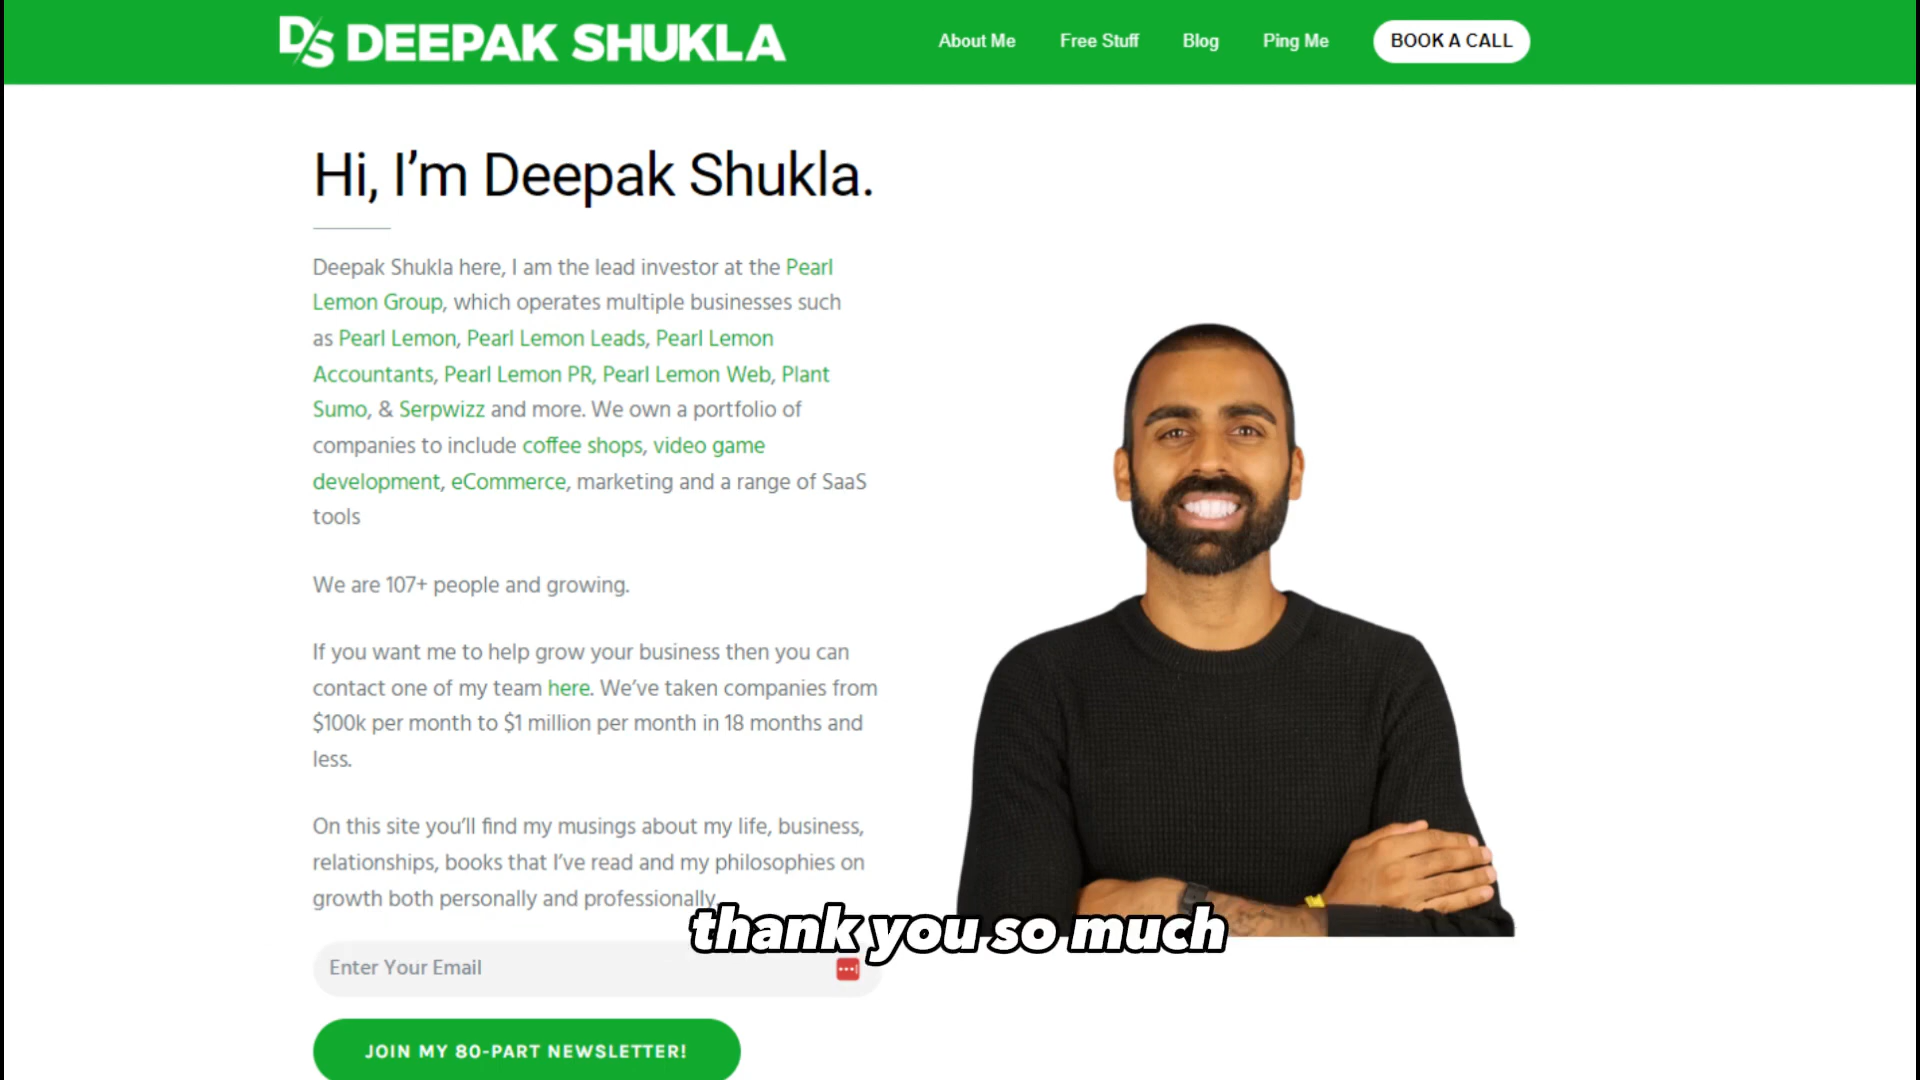 DS DEEPAK SHUKLA
About Me Free Stuff Blog Ping Me BOOK A CALL
Hi, I’m Deepak Shukla.
Deepak Shukla here, I am the lead investor at the Pearl
Lemon Group, which operates multiple businesses such
as Pearl Lemon, Pearl Lemon Leads, Pearl Lemon
Accountants, Pearl Lemon PR, Pearl Lemon Web, Plant
Sumo, & Serpwizz and more. We own a portfolio of
companies to include coffee shops, video game
development, eCommerce, marketing and a range of SaaS
tools
We are 107+ people and growing.
If you want me to help grow your business then you can
contact one of my team here. We’ve taken companies from
$100k per month to $1 million per month in 18 months and
less.
On this site you’ll find my musings about my life, business,
relationships, books that I’ve read and my philosophies on
growth both personally and professionally.
thank you so much
Enter Your Email
JOIN MY 80-PART NEWSLETTER!